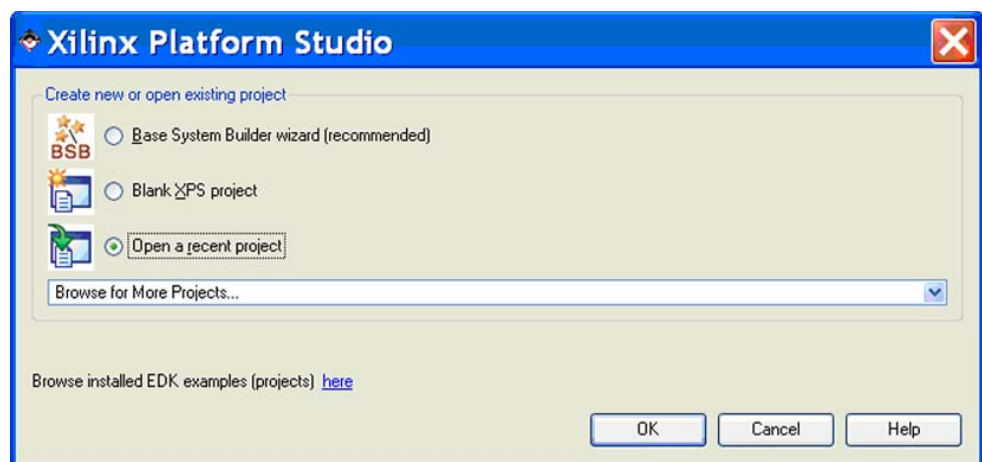 Xilinx Platform Studio
Create new or open existing project
BSB
Base System Builder wizard (recommended)
Blank XPS project
Open a recent project
Browse for More Projects...
Browse installed EDK examples (projects) here
OK Cancel Help